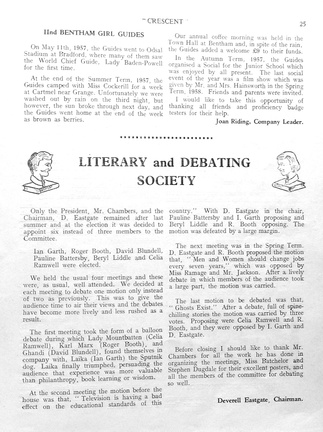 " CRESCENT "
25
IInd BENTHAM GIRL GUIDES
On May 11th, 1957, the Guides went to Odsal
Stadium at Bradford, where many of them saw
the World Chief Guide, Lady Baden-Powell
for the first time.
At the end of the Summer Term, 1957, the
Guides camped with Miss Cockerill for a week
at Cartmel near Grange. Unfortunately we were
washed out by rain on the third night, but
however, the sun broke through next day, and
the Guides went home at the end of the week
as brown as berries.
Our annual coffee morning was held in the
Town Hall at Bentham and, in spite of the rain,
the Guides added a welcome to their funds.
In the Autumn Term, 1957, the Guides
organised a Social for the Junior School which
was enjoyed by all present. The last social
event of the year was a film show which was
given by Mr. and Mrs. Hainsworth in the Spring
Term, 1958. Friends and parents were invited.
I would like to take this opportunity of
thanking all friends and proficiency badge
testers for their help.
Joan Riding, Company Leader.
LITERARY and DEBATING
SOCIETY
Only the President, Mr. Chambers, and the
Chairman, D. Eastgate remained after the
summer and at the election it was decided to
appoint six instead of three members to the
Committee.
Ian Garth, Roger Booth, David Blundell,
Pauline Battersby, Beryl Liddle and Celia
Ramwell were elected.
We held the usual four meetings and these
were, as usual, well attended. We decided at
each meeting to debate one motion only instead
of two as previously. This was to give the
audience time to air their views and the debates
have become more lively and less rushed as a
result.
The first meeting took the form of a balloon
debate during which Lady Mountbatten (Celia
Ramwell), Karl Marx (Roger Booth), and
Ghandi (David Blundell), found themselves in
company with, Laika (Ian Garth) the Sputnik
dog. Laika finally triumphed, persuading the
audience that experience was more valuable
than philanthropy, book learning or wisdom.
At the second meeting the motion before the
house was that, " Television is having a bad
effect on the educational standards of this
country." With D. Eastgate in the chair,
Pauline Battersby and I. Garth proposing and
Beryl Liddle and R. Booth opposing. The
motion was defeated by a large margin.
The next meeting was in the Spring Term.
D. Eastgate and R. Booth proposed the motion
that, " Men and Women should change jobs
every seven years," which was opposed by
Miss Ramage and Mr. Jackson. After a lively
debate in which members of the audience took
a large part, the motion was carried.
The last motion to be debated was that,
" Ghosts Exist." After a debate, full of spine-
chilling stories the motion was carried by three
votes. Proposing were Celia Ramwell and R.
Booth, and they were opposed by I. Garth and
D. Eastgate.
Before closing I should like to thank Mr.
Chambers for all the work he has done in
organizing the meetings, Miss Batcheler and
Stephen Dugdale for their excellent posters, and
all the members of the committee for debating
so well.
Deverell Eastgate, Chairman.